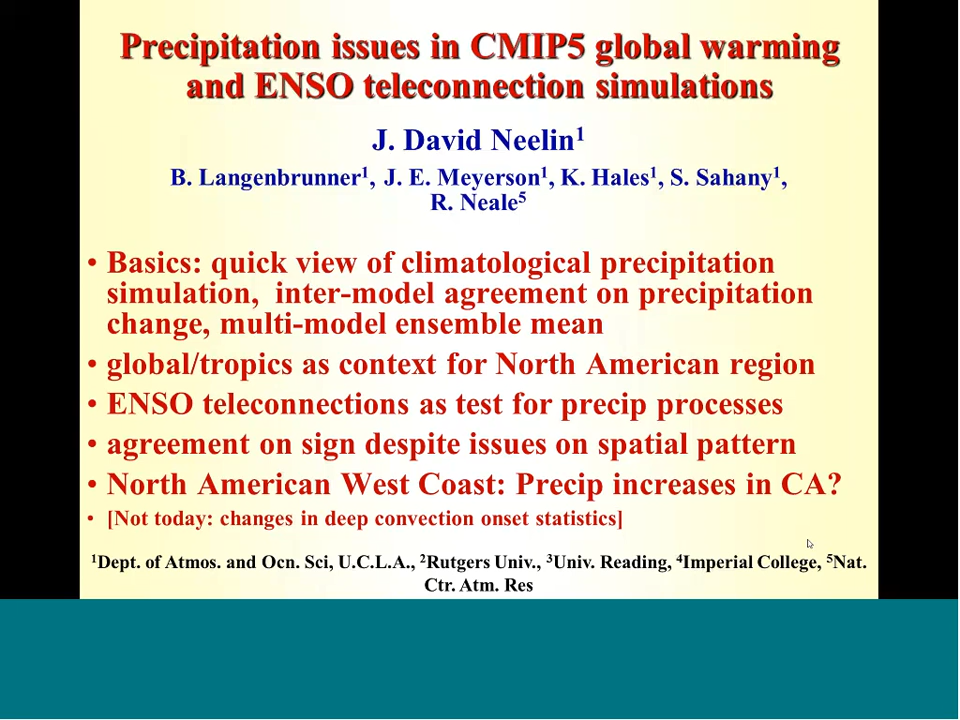 Precipitation issues in CMIP5 global warming
and ENSO teleconnection simulations
J. David Neelin¹
B. Langenbrunner¹, J. E. Meyerson¹, K. Hales¹, S. Sahany¹,
R. Neale⁵
• Basics: quick view of climatological precipitation
simulation, inter-model agreement on precipitation
change, multi-model ensemble mean
• global/tropics as context for North American region
• ENSO teleconnections as test for precip processes
• agreement on sign despite issues on spatial pattern
• North American West Coast: Precip increases in CA?
• [Not today: changes in deep convection onset statistics]
¹Dept. of Atmos. and Ocn. Sci, U.C.L.A., ²Rutgers Univ., ³Univ. Reading, ⁴Imperial College, ⁵Nat.
Ctr. Atm. Res